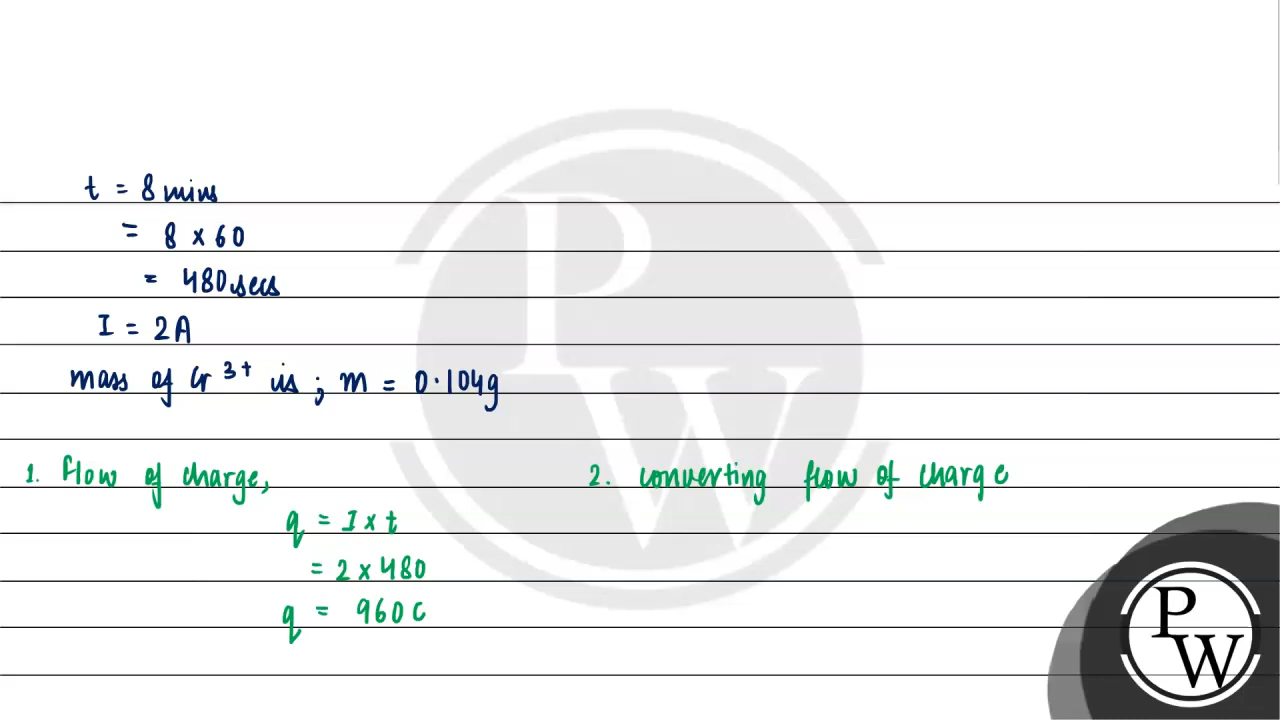 t = 8 mins
= 8 × 60
= 480 secs
I = 2A
mass of Cr 3+ is ; m = 0.104g
1. Flow of charge,
q = I × t
= 2 × 480
q = 960 C
2. converting flow of charge
P
W
P
W